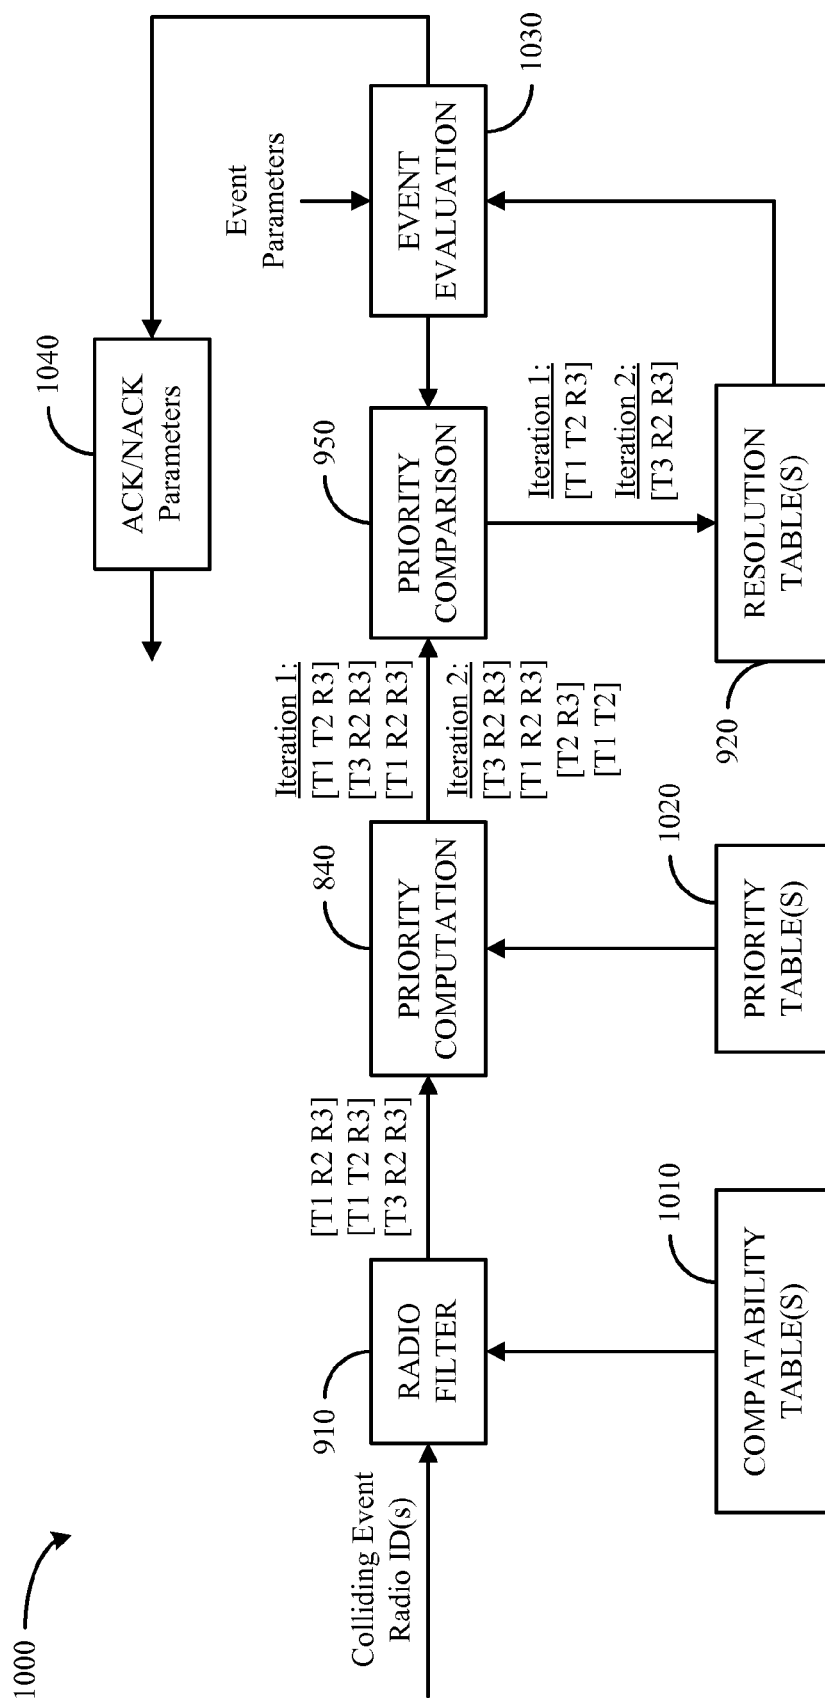 1000
Colliding Event
Radio ID(s)
910
RADIO
FILTER
COMPATABILITY
TABLE(S)
1010
[T1 R2 R3]
[T1 T2 R3]
[T3 R2 R3]
840
PRIORITY
COMPUTATION
PRIORITY
TABLE(S)
1020
Iteration 1:
[T1 T2 R3]
[T3 R2 R3]
[T1 R2 R3]
Iteration 2:
[T3 R2 R3]
[T1 R2 R3]
[T2 R3]
[T1 T2]
950
PRIORITY
COMPARISON
Iteration 1:
[T1 T2 R3]
Iteration 2:
[T3 R2 R3]
920
RESOLUTION
TABLE(S)
Event
Parameters
EVENT
EVALUATION
1030
ACK/NACK
Parameters
1040